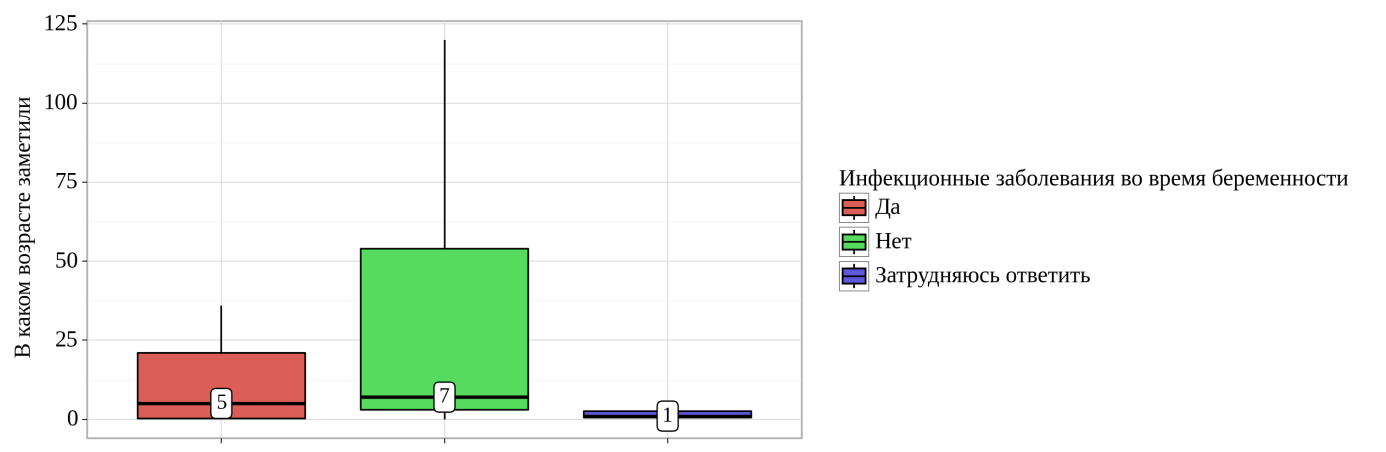 125
100
75
50
25
0
В каком возрасте заметили
5
7
1
Инфекционные заболевания во время беременности
Да
Нет
Затрудняюсь ответить